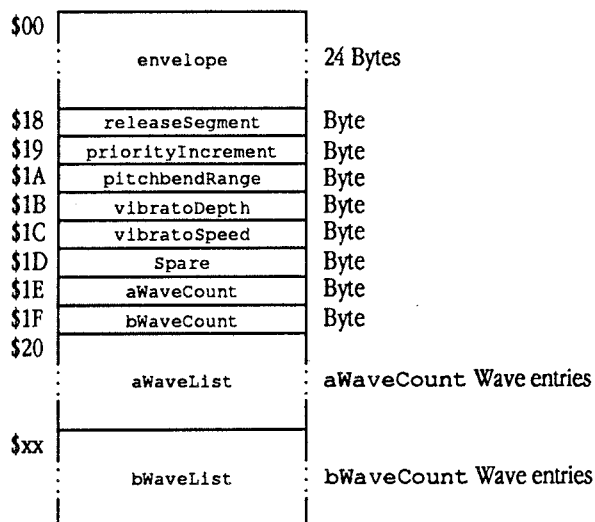 $00
envelope 24 Bytes
$18 releaseSegment Byte
$19 priorityIncrement Byte
$1A pitchbendRange Byte
$1B vibratoDepth Byte
$1C vibratoSpeed Byte
$1D Spare Byte
$1E aWaveCount Byte
$1F bWaveCount Byte
$20
aWaveList aWaveCount Wave entries
$xx
bWaveList bWaveCount Wave entries